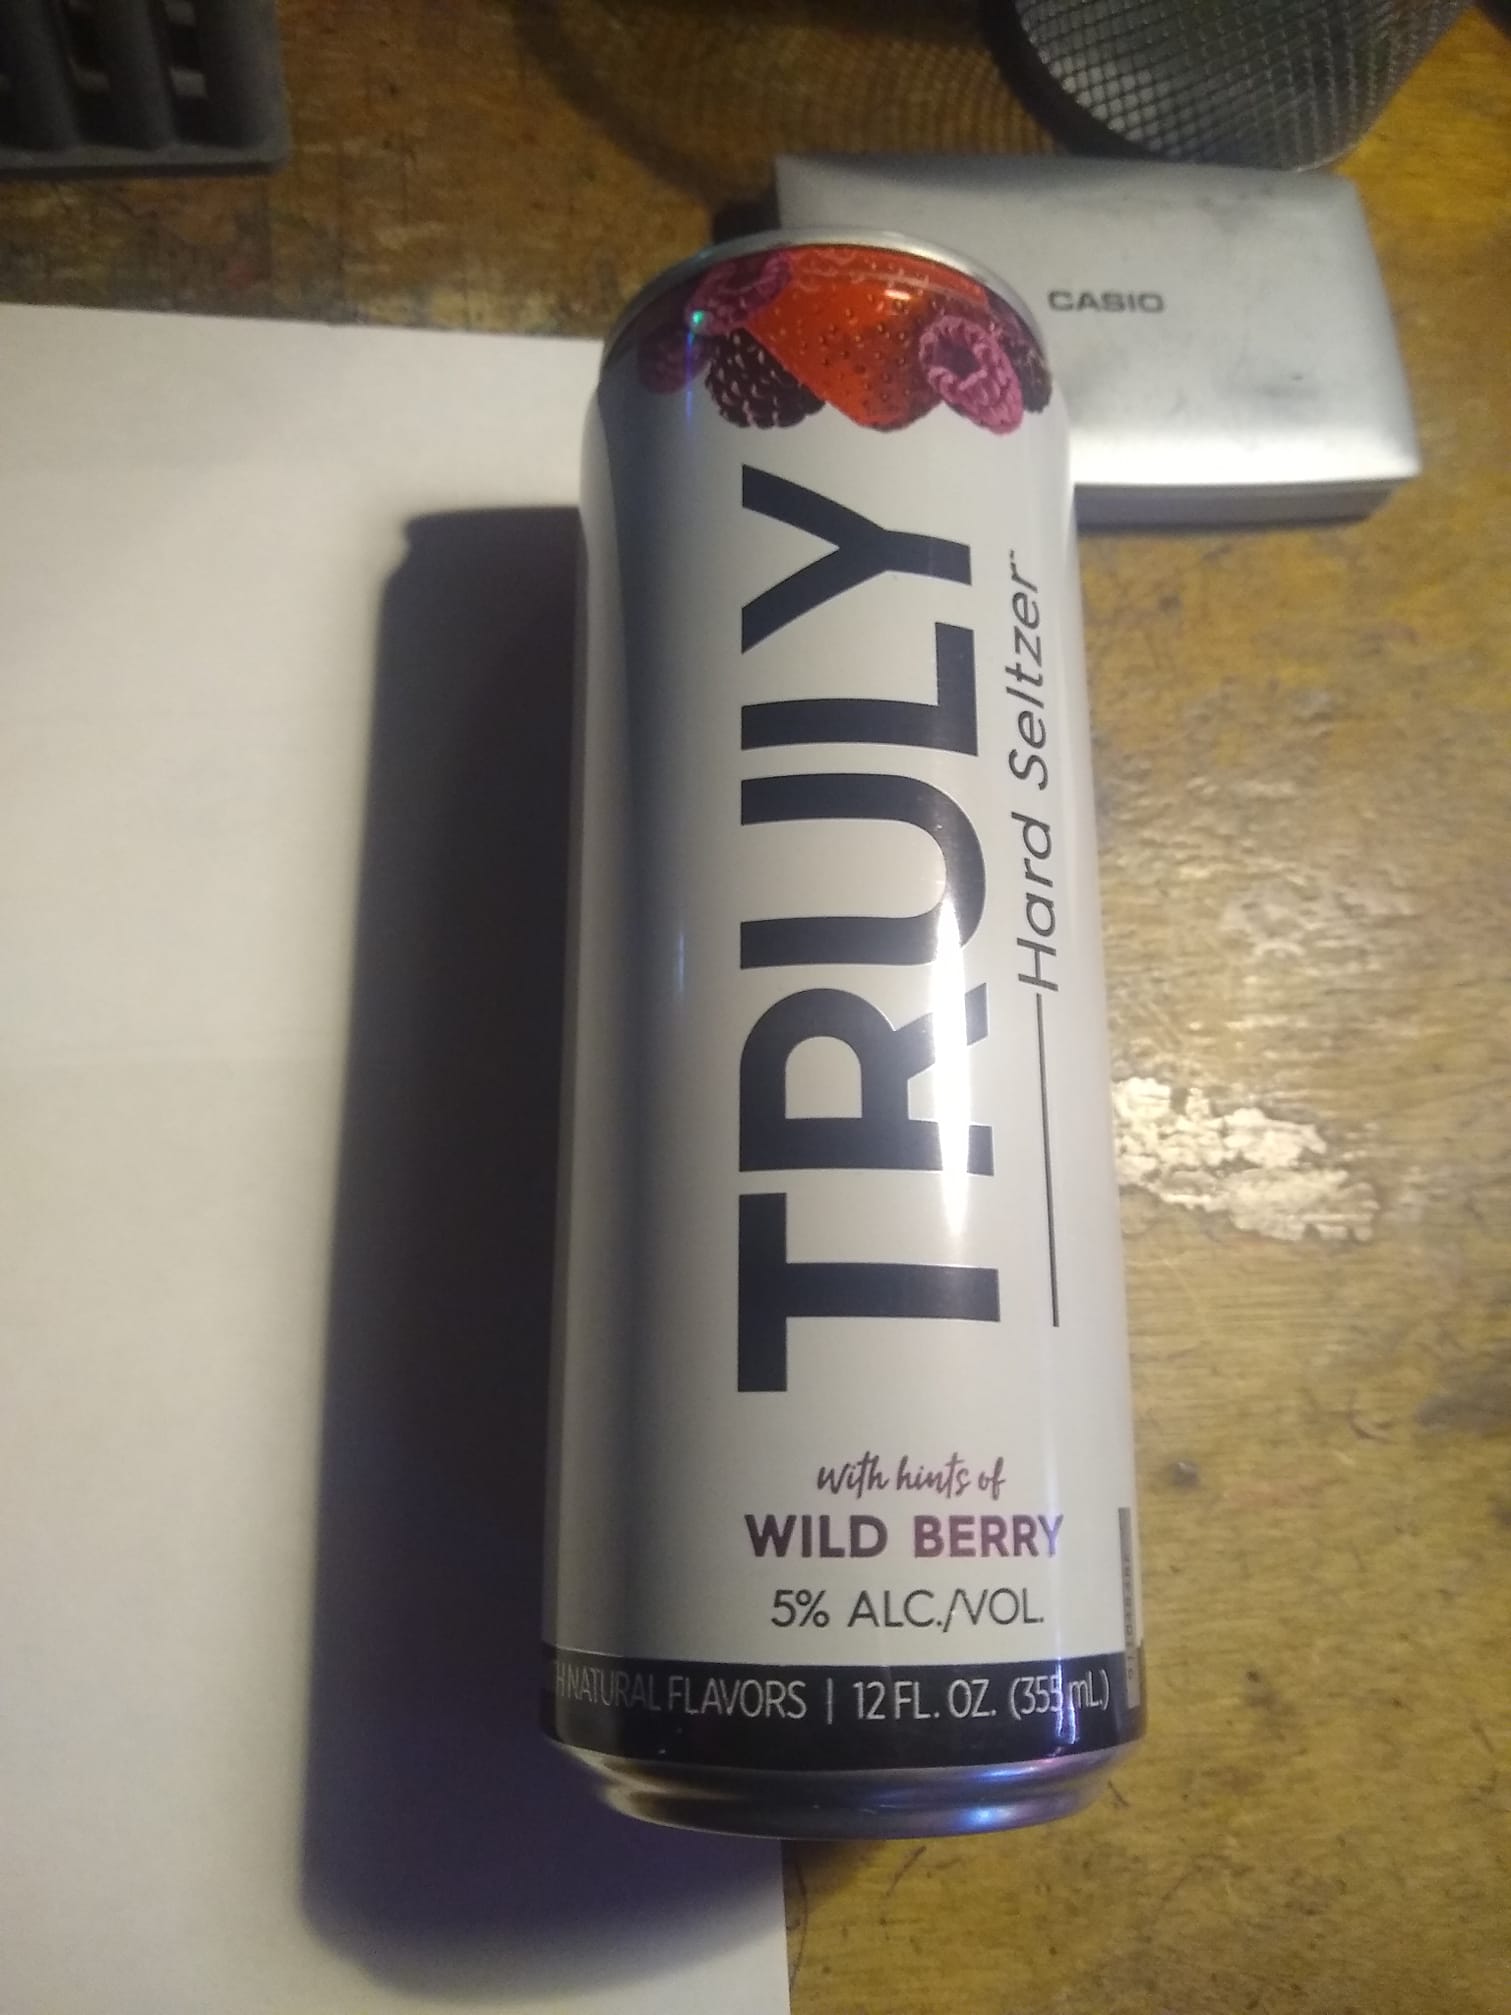 CASIO
TRULY
Hard Seltzer
with hints of
WILD BERRY
5% ALC./VOL.
NATURAL FLAVORS | 12 FL. OZ. (355 mL.)